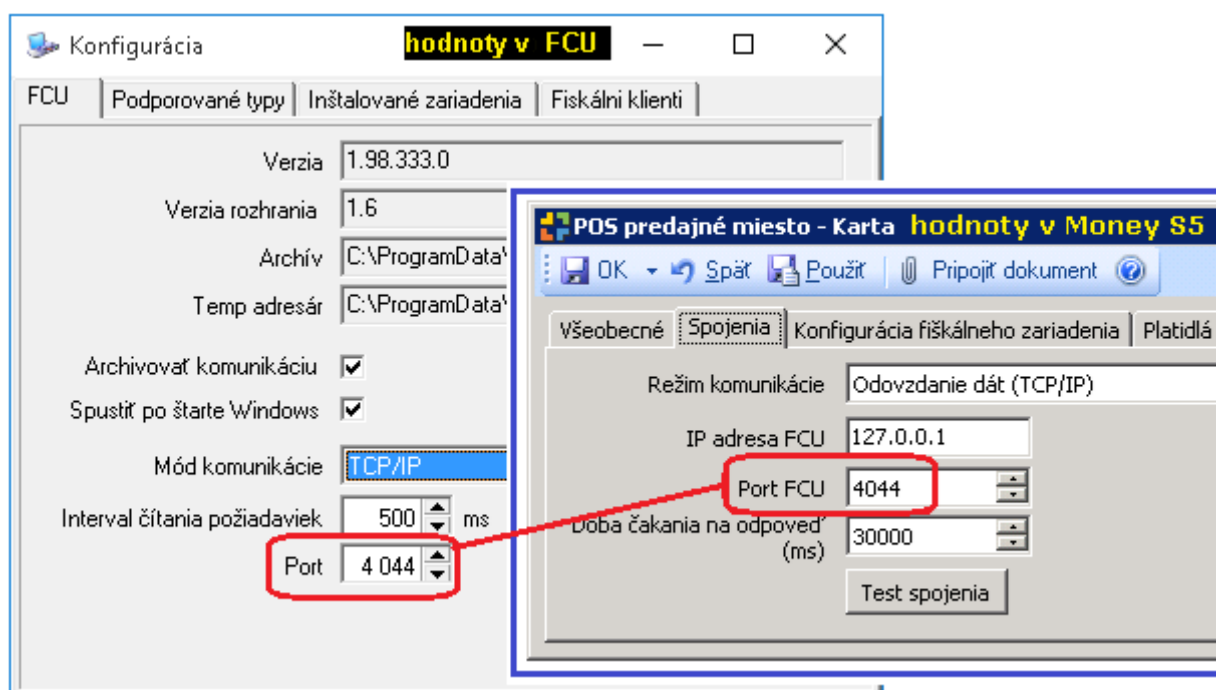 Konfigurácia hodnoty v FCU
FCU Podporované typy Inštalované zariadenia Fiskálni klienti
Verzia 1.98.333.0
Verzia rozhrania 1.6
Archív C:\ProgramData\
Temp adresár C:\ProgramData\
Archivovať komunikáciu
Spustiť po štarte Windows
Mód komunikácie TCP/IP
Interval čítania požiadaviek 500 ms
Port 4 044
POS predajné miesto - Karta hodnoty v Money S5
OK Späť Použiť Pripojiť dokument
Všeobecné Spojenia Konfigurácia fiškálneho zariadenia Platidlá
Režim komunikácie Odovzdanie dát (TCP/IP)
IP adresa FCU 127.0.0.1
Port FCU 4044
Doba čakania na odpoveď
(ms) 30000
Test spojenia